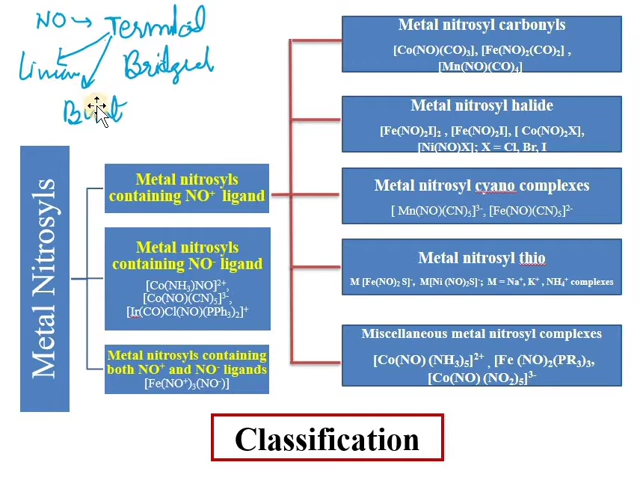 NO → Terminal
Linear Bridged
Bent
Metal Nitrosyls
Metal nitrosyls
containing NO⁺ ligand
Metal nitrosyls
containing NO⁻ ligand
[Co(NH₃)NO]²⁺,
[Co(NO)(CN)₅]³⁻
[Ir(CO)Cl(NO)(PPh₃)₂]⁺
Metal nitrosyls containing
both NO⁺ and NO⁻ ligands
[Fe(NO⁺)₃(NO⁻)]
Metal nitrosyl carbonyls
[Co(NO)(CO)₃], [Fe(NO)₂(CO)₂] ,
[Mn(NO)(CO)₄]
Metal nitrosyl halide
[Fe(NO)₂I]₂ , [Fe(NO)₂I], [ Co(NO)₂X],
[Ni(NO)X]; X = Cl, Br, I
Metal nitrosyl cyano complexes
[ Mn(NO)(CN)₅]³⁻, [Fe(NO)(CN)₅]²⁻
Metal nitrosyl thio
M [Fe(NO)₂ S]⁻, M[Ni (NO)₂S]⁻; M = Na⁺, K⁺ , NH₄⁺ complexes
Miscellaneous metal nitrosyl complexes
[Co(NO) (NH₃)₅]²⁺ , [Fe (NO)₂(PR₃)₃,
[Co(NO) (NO₂)₅]³⁻
Classification